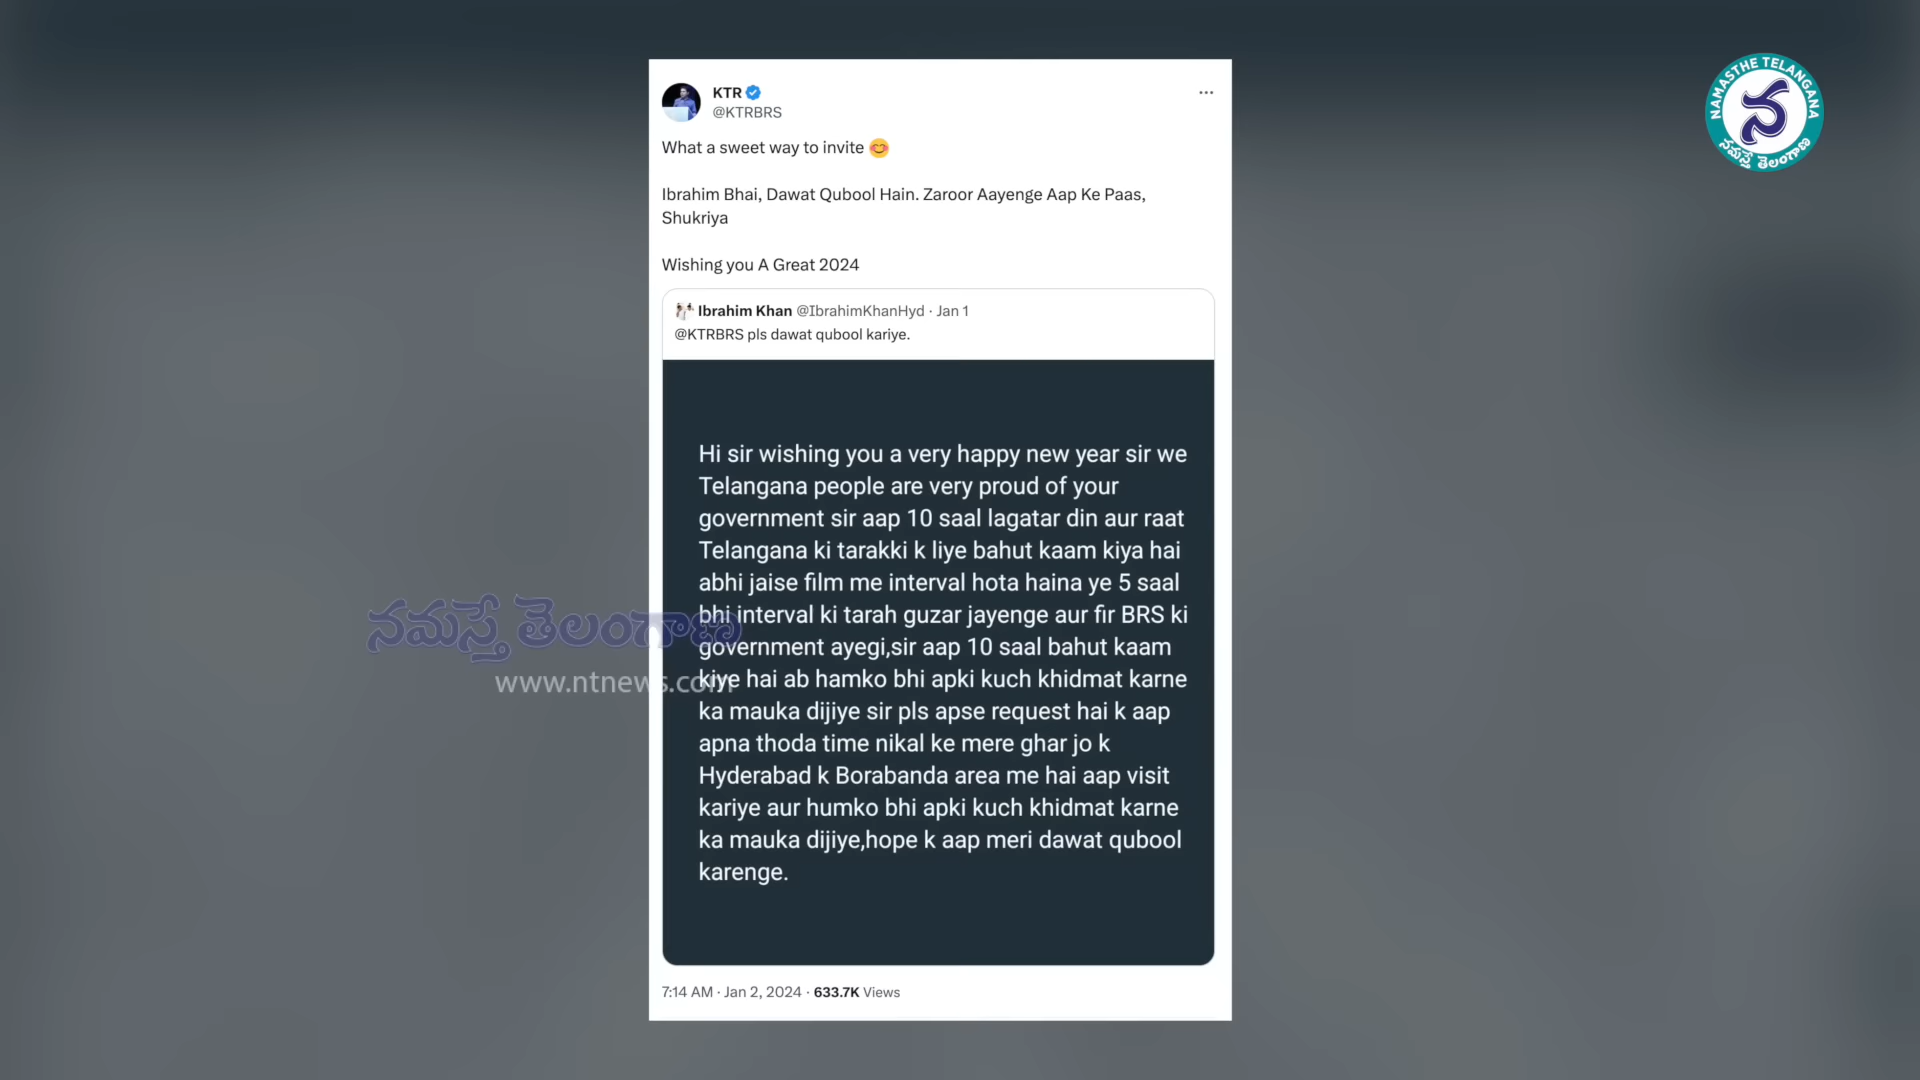 KTR
@KTRBRS
What a sweet way to invite 😊
Ibrahim Bhai, Dawat Qubool Hain. Zaroor Aayenge Aap Ke Paas,
Shukriya
Wishing you A Great 2024
Ibrahim Khan @IbrahimKhanHyd · Jan 1
@KTRBRS pls dawat qubool kariye.
Hi sir wishing you a very happy new year sir we
Telangana people are very proud of your
government sir aap 10 saal lagatar din aur raat
Telangana ki tarakki k liye bahut kaam kiya hai
abhi jaise film me interval hota haina ye 5 saal
bhi interval ki tarah guzar jayenge aur fir BRS ki
government ayegi,sir aap 10 saal bahut kaam
kiye hai ab hamko bhi apki kuch khidmat karne
ka mauka dijiye sir pls apse request hai k aap
apna thoda time nikal ke mere ghar jo k
Hyderabad k Borabanda area me hai aap visit
kariye aur humko bhi apki kuch khidmat karne
ka mauka dijiye,hope k aap meri dawat qubool
karenge.
7:14 AM · Jan 2, 2024 · 633.7K Views
NAMASTHE TELANGANA
న
నమస్తే తెలంగాణ
నమస్తే తెలంగాణ
www.ntnews.com